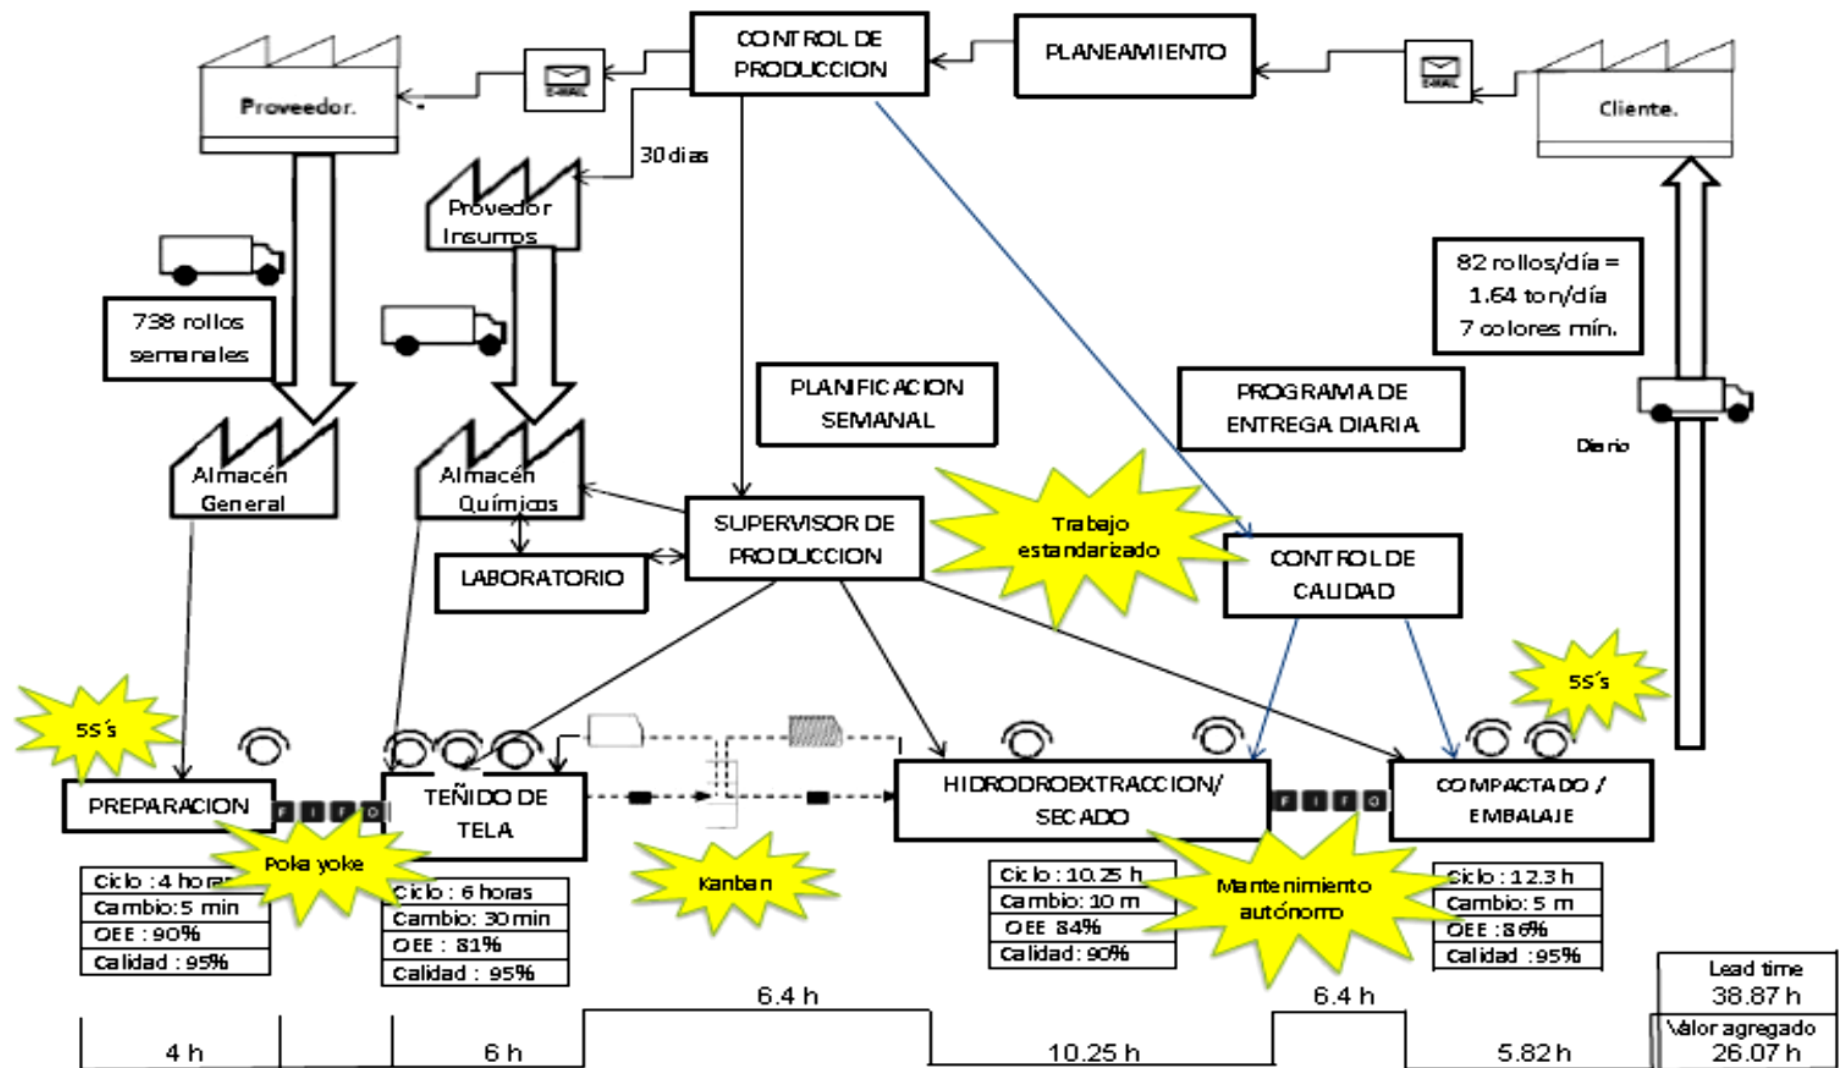 CONTROL DE
PRODUCCION
PLANEAMIENTO
E-MAIL
E-MAIL
Proveedor.
Cliente.
30 dias
Provedor
Insumos
82 rollos/día =
1.64 ton/día
7 colores mín.
738 rollos
semanales
PLANIFICACION
SEMANAL
PROGRAMA DE
ENTREGA DIARIA
Diario
Almacén
General
Almacén
Químicos
SUPERVISOR DE
PRODUCCION
Trabajo
estandarizado
CONTROL DE
CALIDAD
LABORATORIO
5S´s
5S´s
PREPARACION
F I F O
TEÑIDO DE
TELA
HIDRODROEXTRACCION/
SECADO
F I F O
COMPACTADO /
EMBALAJE
Poka yoke
Kanban
Mantenimiento
autónomo
Ciclo : 4 horas
Cambio: 5 min
OEE : 90%
Calidad : 95%
Ciclo : 6 horas
Cambio: 30 min
OEE : 81%
Calidad : 95%
Ciclo : 10.25 h
Cambio: 10 m
OEE 84%
Calidad: 90%
Ciclo : 12.3 h
Cambio: 5 m
OEE : 86%
Calidad : 95%
4 h
6 h
6.4 h
10.25 h
6.4 h
5.82 h
Lead time
38.87 h
Valor agregado
26.07 h